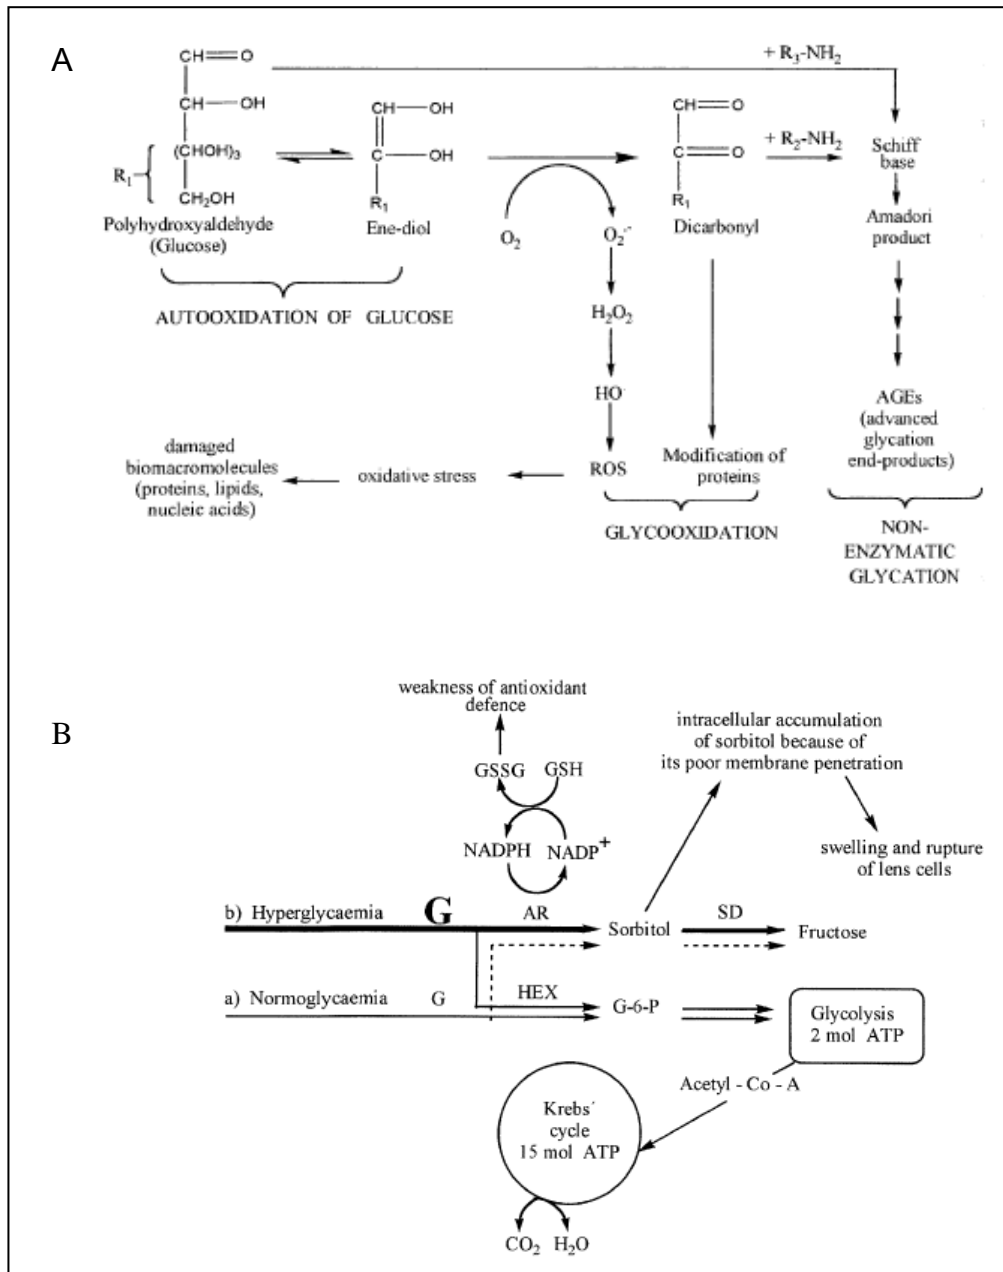 A
CH=O
+ R3-NH2
CH—OH
CH—OH
CH=O
(CHOH)3
C—OH
C=O
+ R2-NH2
Schiff
base
R1
CH2OH
R1
R1
Polyhydroxyaldehyde
(Glucose)
Ene-diol
O2
O2·-
Dicarbonyl
Amadori
product
AUTOOXIDATION OF GLUCOSE
H2O2
HO·
AGEs
(advanced
glycation
end-products)
damaged
biomacromolecules
(proteins, lipids,
nucleic acids)
oxidative stress
ROS
Modification of
proteins
GLYCOOXIDATION
NON-
ENZYMATIC
GLYCATION
B
weakness of antioxidant
defence
intracellular accumulation
of sorbitol because of
its poor membrane penetration
GSSG GSH
NADPH NADP+
swelling and rupture
of lens cells
b) Hyperglycaemia G AR Sorbitol SD Fructose
a) Normoglycaemia G HEX G-6-P
Glycolysis
2 mol ATP
Acetyl - Co - A
Krebs´
cycle
15 mol ATP
CO2 H2O